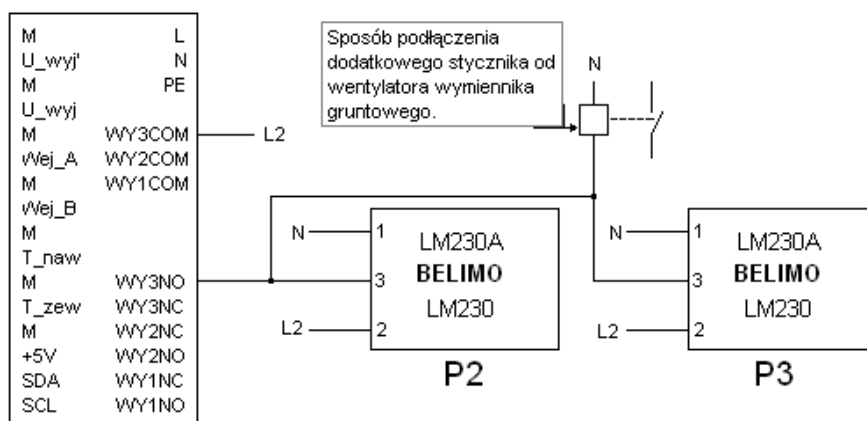 M L
U_wyj' N
M PE
U_wyj
M WY3COM
Wej_A WY2COM
M WY1COM
Wej_B
M
T_naw
M WY3NO
T_zew WY3NC
M WY2NC
+5V WY2NO
SDA WY1NC
SCL WY1NO
L2
Sposób podłączenia
dodatkowego stycznika od
wentylatora wymiennika
gruntowego.
N
N 1
LM230A
3 BELIMO
LM230
L2 2
P2
N 1
LM230A
3 BELIMO
LM230
L2 2
P3